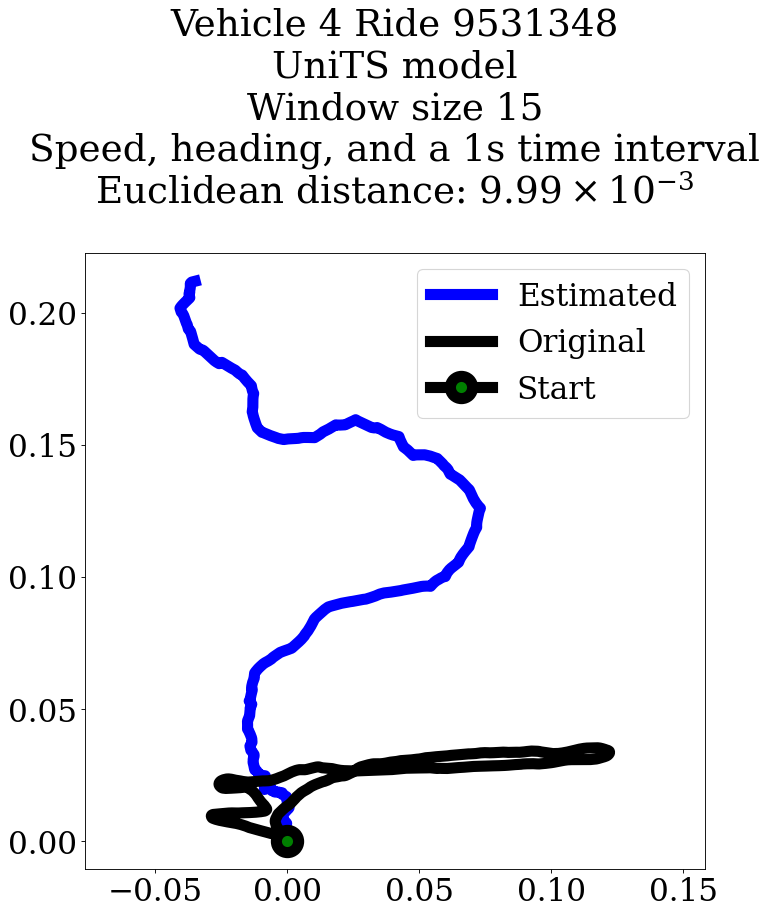 Vehicle 4 Ride 9531348
UniTS model
Window size 15
Speed, heading, and a 1s time interval
Euclidean distance: 9.99 × 10⁻³
Estimated
Original
Start
0.20
0.15
0.10
0.05
0.00
−0.05 0.00 0.05 0.10 0.15